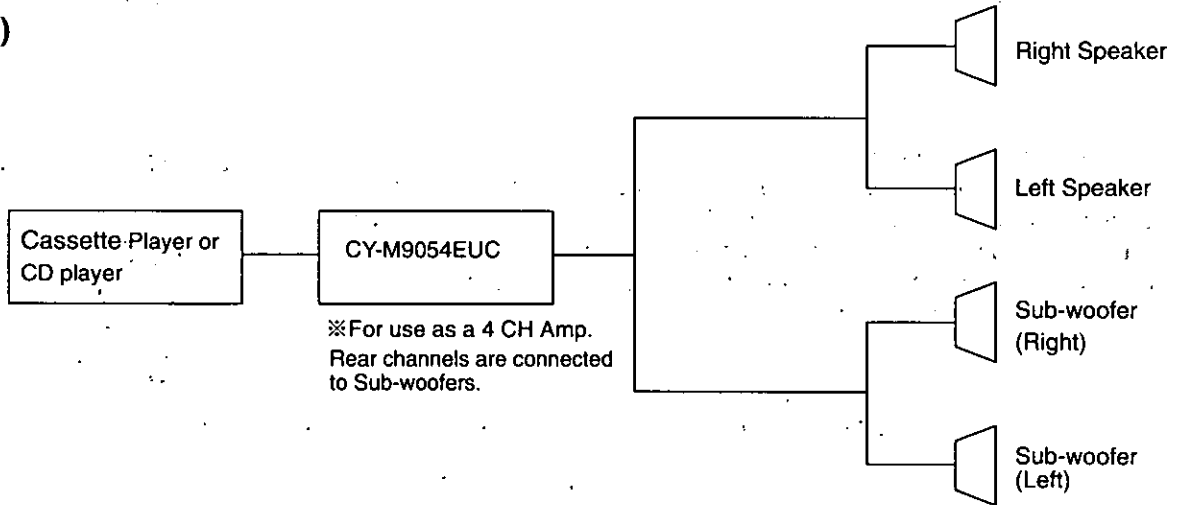 )
Right Speaker
Left Speaker
Cassette Player or
CD player
CY-M9054EUC
※For use as a 4 CH Amp.
Rear channels are connected
to Sub-woofers.
Sub-woofer
(Right)
Sub-woofer
(Left)